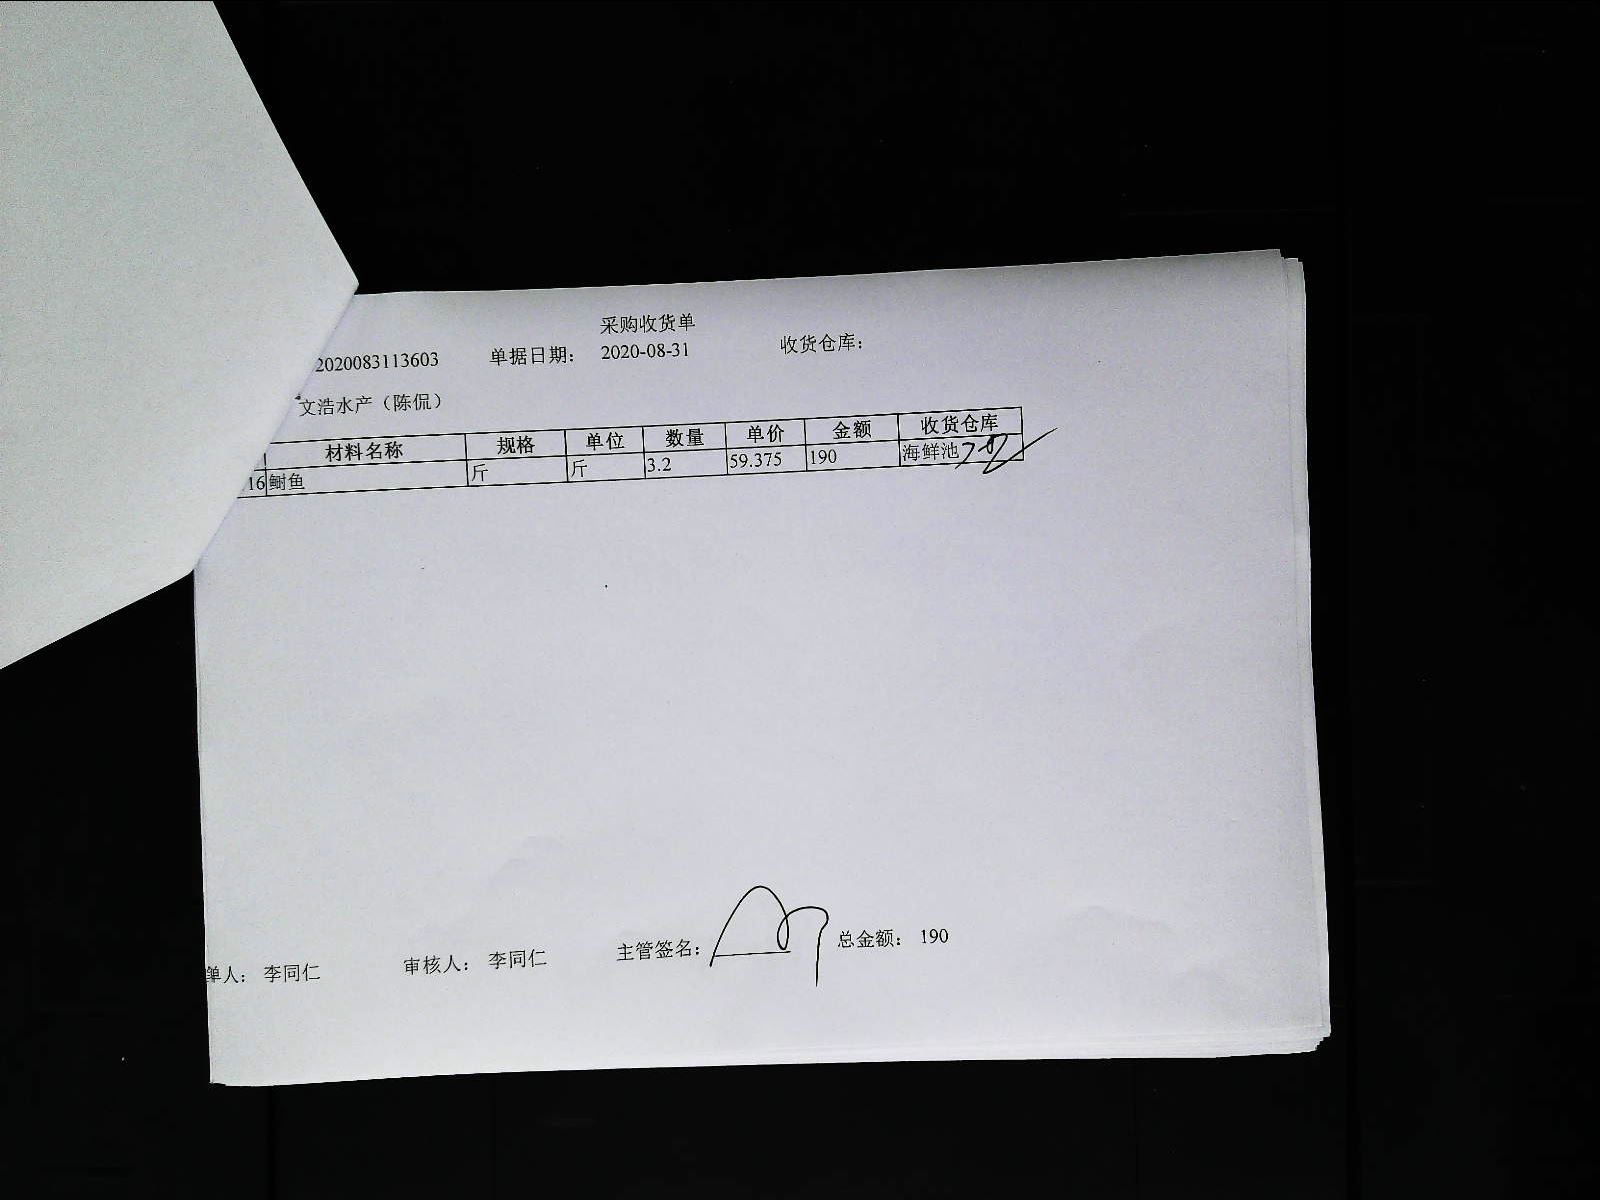 采购收货单
2020083113603 单据日期： 2020-08-31 收货仓库：
文浩水产（陈侃）
材料名称 规格 单位 数量 单价 金额 收货仓库
16 鲥鱼 斤 斤 3.2 59.375 190 海鲜池
单人： 李同仁 审核人： 李同仁 主管签名： 总金额： 190